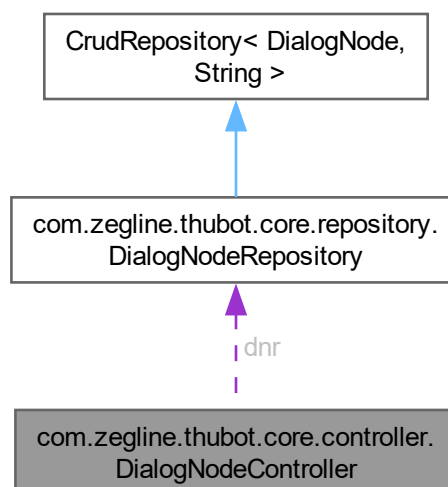 CrudRepository< DialogNode,
String >
com.zegline.thubot.core.repository.
DialogNodeRepository
dnr
com.zegline.thubot.core.controller.
DialogNodeController